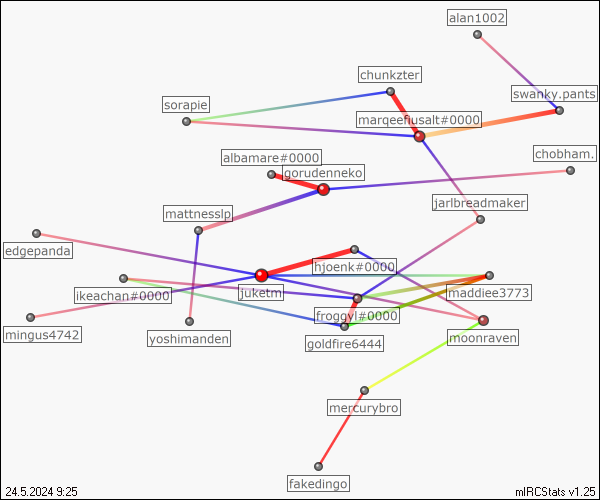 alan1002
chunkzter
swanky.pants
sorapie
marqeeflusalt#0000
albamare#0000
chobham.
gorudenneko
jarlbreadmaker
mattnesslp
edgepanda
hjoenk#0000
ikeachan#0000
juketm
maddiee3773
froggyl#0000
mingus4742
yoshimanden
goldfire6444
moonraven
mercurybro
fakedingo
24.5.2024 9:25
mIRCStats v1.25